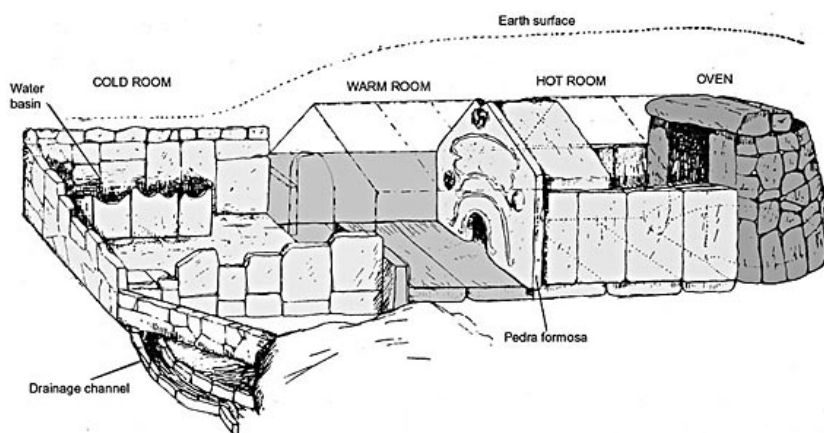 Earth surface
COLD ROOM
WARM ROOM
HOT ROOM
OVEN
Water
basin
Pedra formosa
Drainage channel